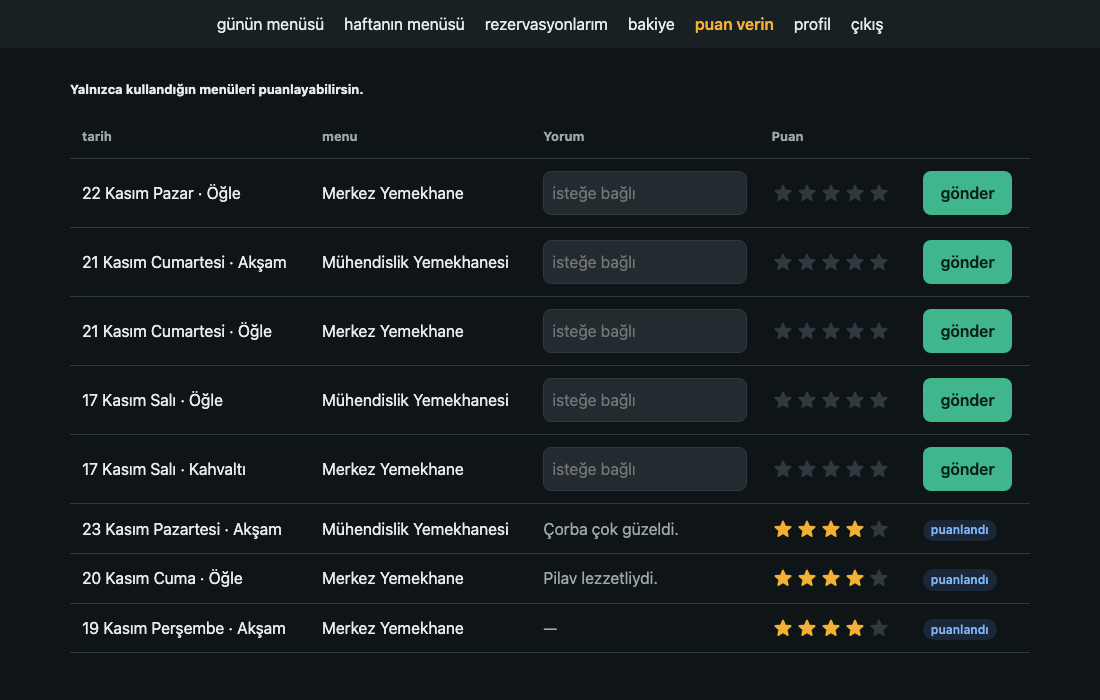 günün menüsü haftanın menüsü rezervasyonlarım bakiye puan verin profil çıkış
Yalnızca kullandığın menüleri puanlayabilirsin.
tarih menu Yorum Puan
22 Kasım Pazar · Öğle Merkez Yemekhane isteğe bağlı gönder
21 Kasım Cumartesi · Akşam Mühendislik Yemekhanesi isteğe bağlı gönder
21 Kasım Cumartesi · Öğle Merkez Yemekhane isteğe bağlı gönder
17 Kasım Salı · Öğle Mühendislik Yemekhanesi isteğe bağlı gönder
17 Kasım Salı · Kahvaltı Merkez Yemekhane isteğe bağlı gönder
23 Kasım Pazartesi · Akşam Mühendislik Yemekhanesi Çorba çok güzeldi. puanlandı
20 Kasım Cuma · Öğle Merkez Yemekhane Pilav lezzetliydi. puanlandı
19 Kasım Perşembe · Akşam Merkez Yemekhane — puanlandı